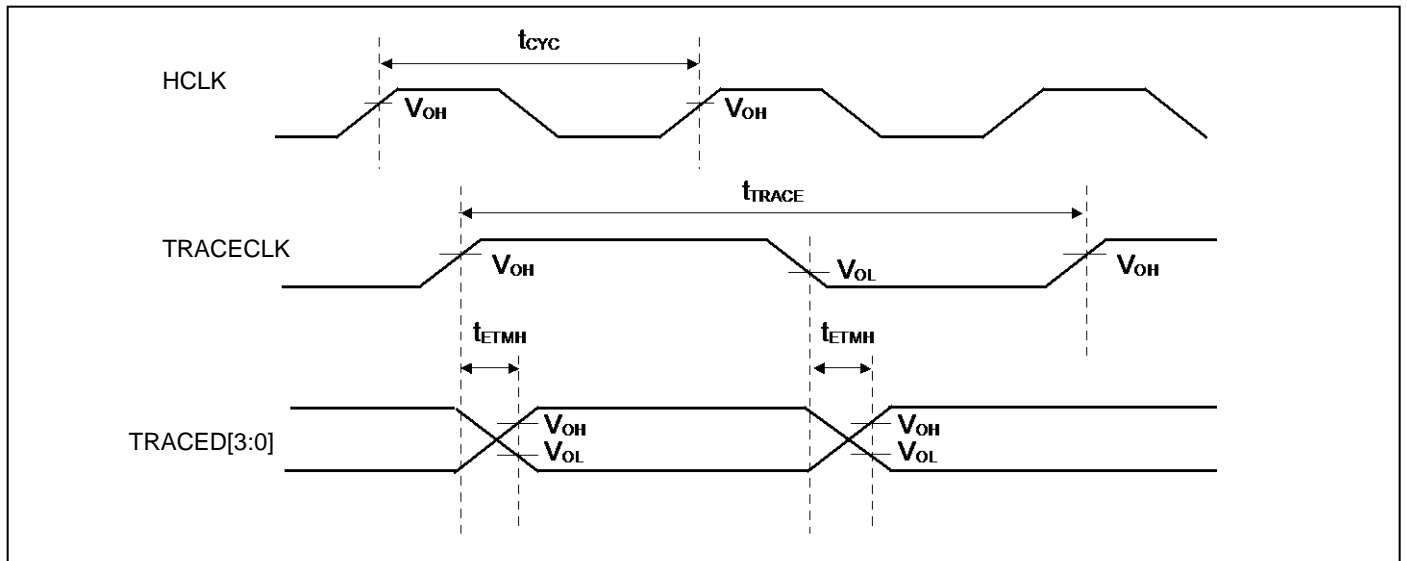 tCYC
HCLK
VOH VOH
tTRACE
TRACECLK
VOH VOL VOH
tETMH tETMH
TRACED[3:0]
VOH VOH
VOL VOL